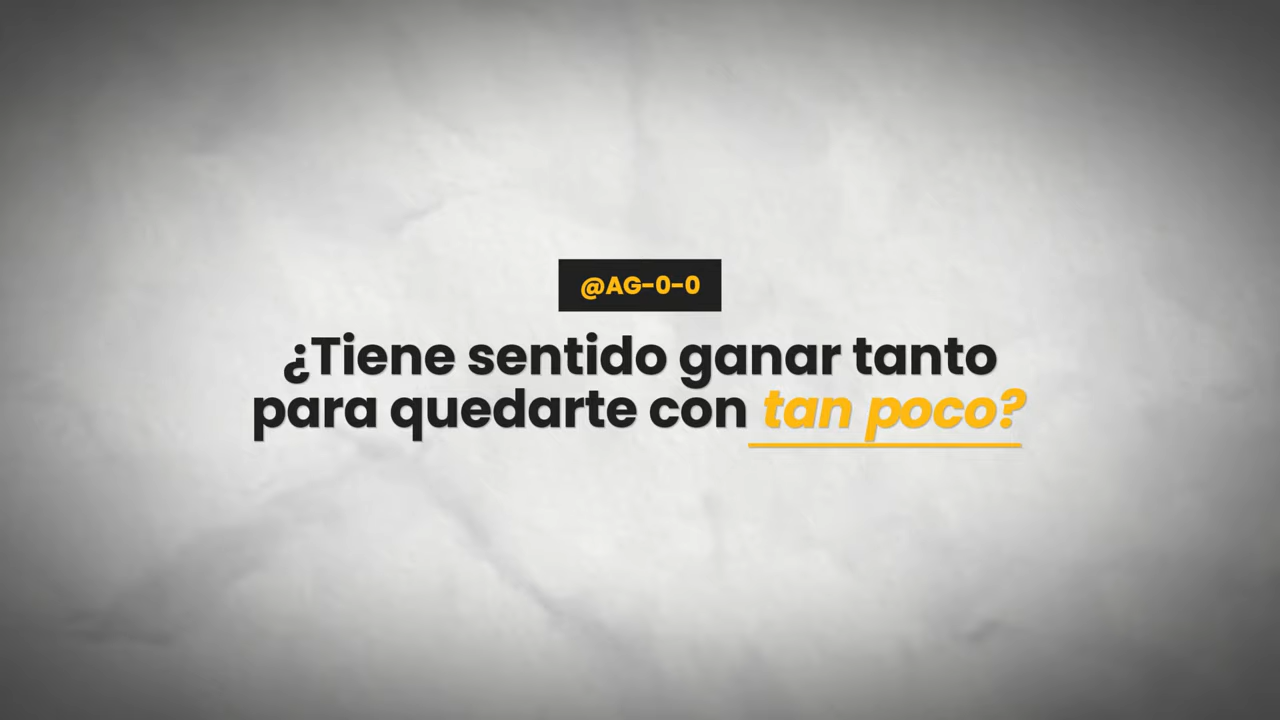 @AG-0-0
¿Tiene sentido ganar tanto
para quedarte con tan poco?